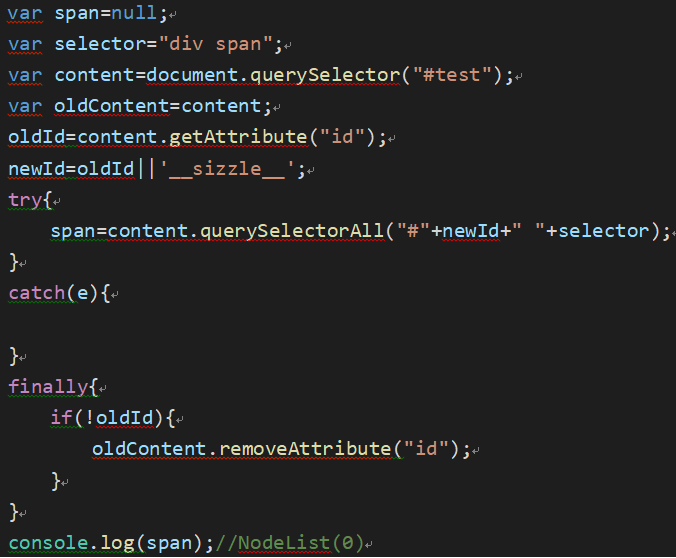 var span=null;
var selector="div span";
var content=document.querySelector("#test");
var oldContent=content;
oldId=content.getAttribute("id");
newId=oldId||'__sizzle__';
try{
span=content.querySelectorAll("#"+newId+" "+selector);
}
catch(e){
}
finally{
if(!oldId){
oldContent.removeAttribute("id");
}
}
console.log(span);//NodeList(0)